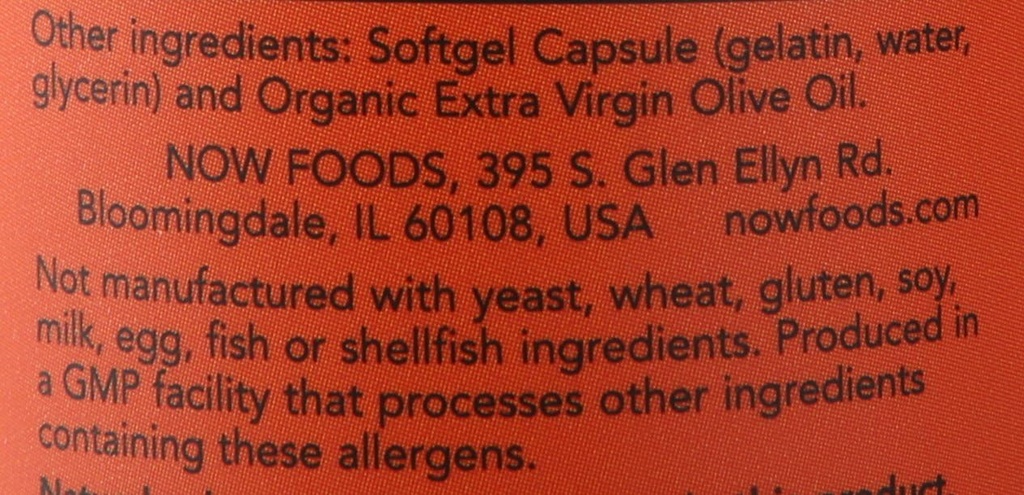 Other ingredients: Softgel Capsule (gelatin, water,
glycerin) and Organic Extra Virgin Olive Oil.
NOW FOODS, 395 S. Glen Ellyn Rd.
Bloomingdale, IL 60108, USA nowfoods.com
Not manufactured with yeast, wheat, gluten, soy,
milk, egg, fish or shellfish ingredients. Produced in
a GMP facility that processes other ingredients
containing these allergens.
product